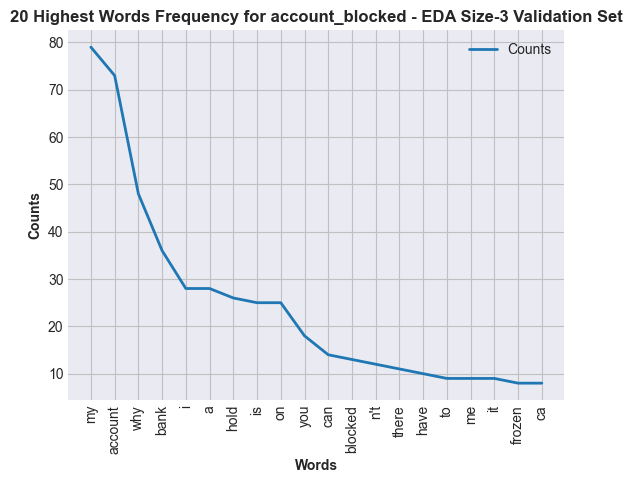 20 Highest Words Frequency for account_blocked - EDA Size-3 Validation Set
Counts
80
70
60
50
40
30
20
10
Counts
my
account
why
bank
i
a
hold
is
on
you
can
blocked
n't
there
have
to
me
it
frozen
ca
Words